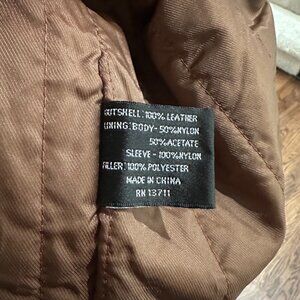 OUTSHELL: 100% LEATHER
LINING: BODY - 50% NYLON
50% ACETATE
SLEEVE - 100% NYLON
FILLER: 100% POLYESTER
MADE IN CHINA
RN 13711